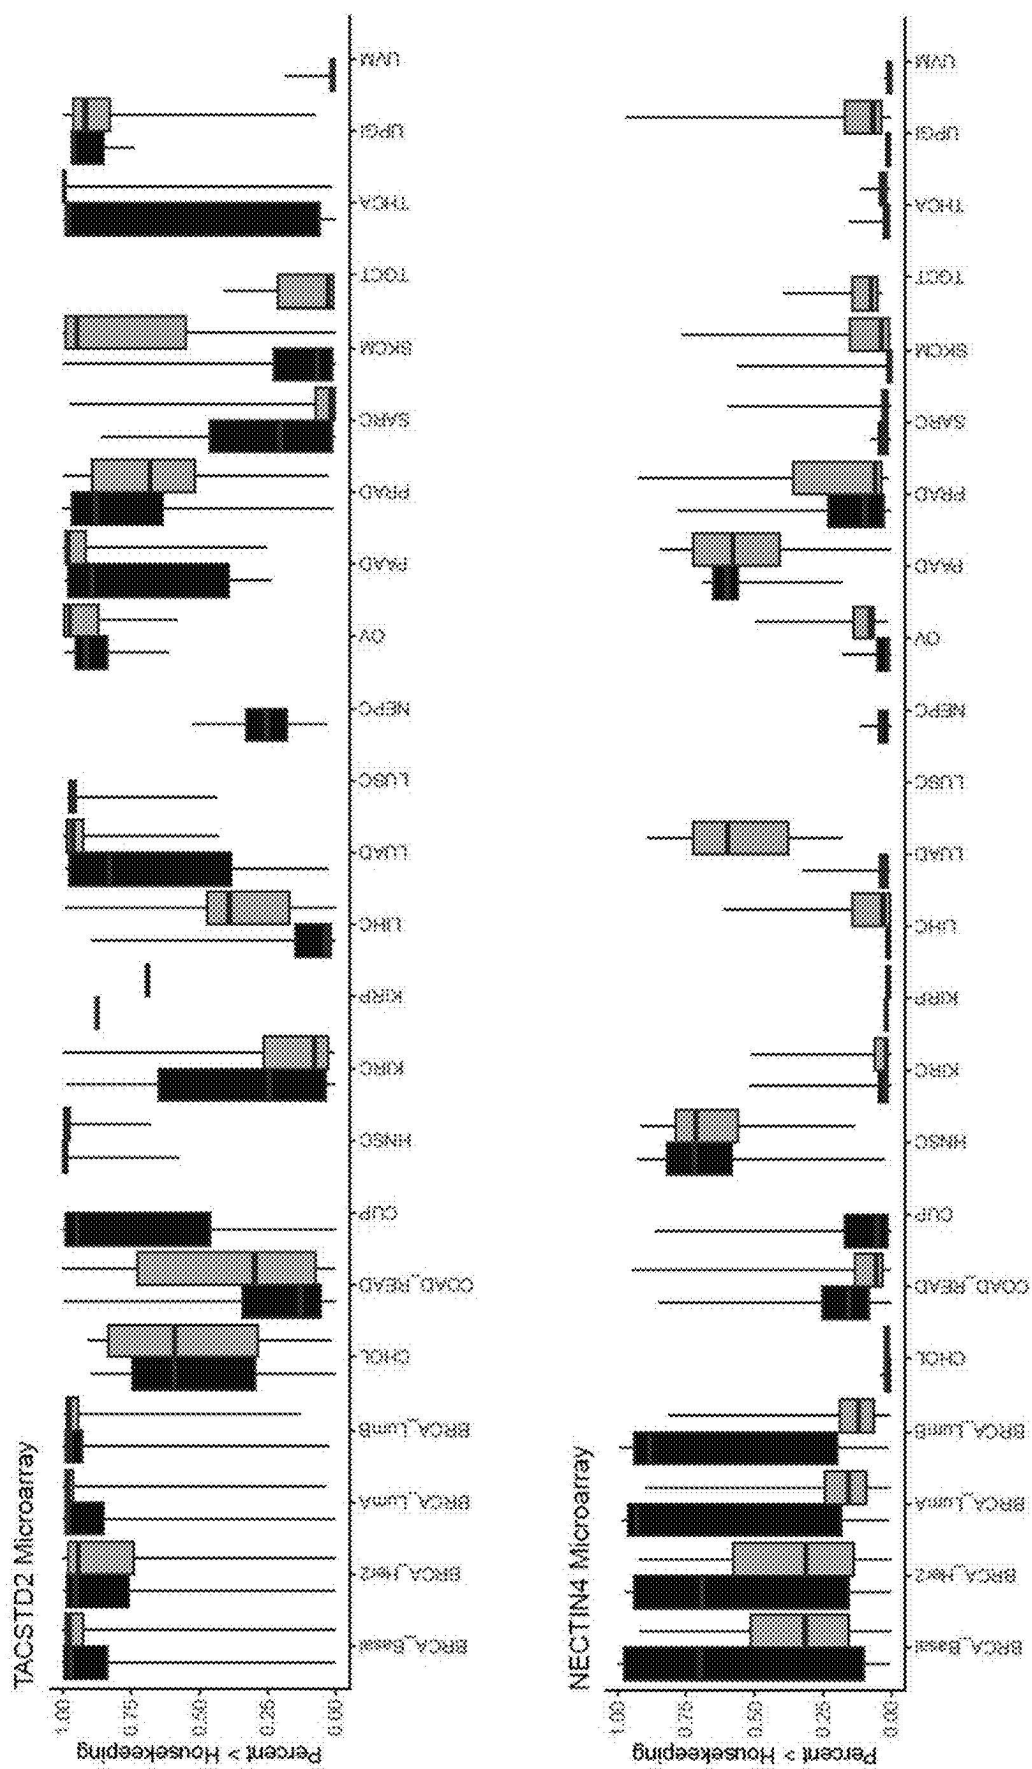 TACSTD2 Microarray
Percent > Housekeeping
1.00
0.75
0.50
0.25
0.00
BRCA_Basal
BRCA_Her2
BRCA_LumA
BRCA_LumB
CHOL
COAD_READ
CUP
HNSC
KIRC
KIRP
LIHC
LUAD
LUSC
NEPC
OV
PAAD
PRAD
SARC
SKCM
TGCT
THCA
UPGI
UVM
NECTIN4 Microarray
Percent > Housekeeping
1.00
0.75
0.50
0.25
0.00
BRCA_Basal
BRCA_Her2
BRCA_LumA
BRCA_LumB
CHOL
COAD_READ
CUP
HNSC
KIRC
KIRP
LIHC
LUAD
LUSC
NEPC
OV
PAAD
PRAD
SARC
SKCM
TGCT
THCA
UPGI
UVM